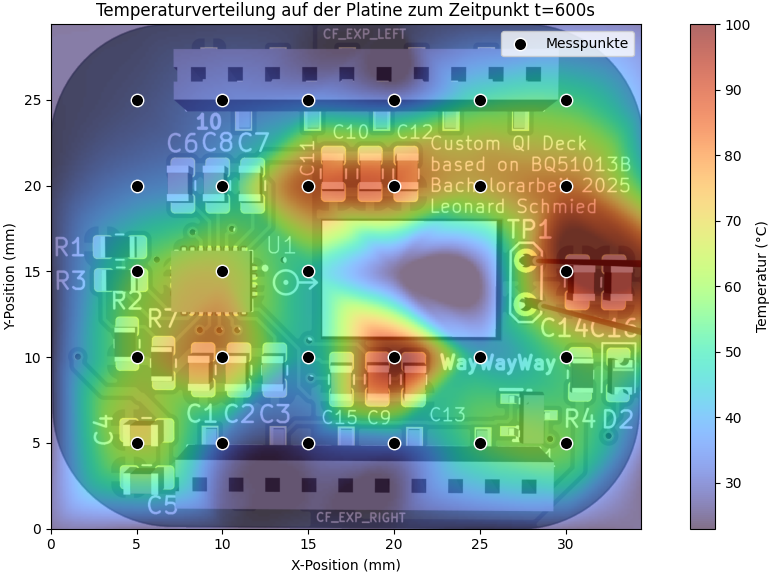 Temperaturverteilung auf der Platine zum Zeitpunkt t=600s
CF_EXP_LEFT
Messpunkte
10
C6 C8 C7
C11
C10
C12
Custom QI Deck
based on BQ51013B
Bachelorarbeit 2025
Leonard Schmied
R1
R3
U1
TP1
R2
R7
C14 C16
WayWayWay
C4
C1 C2 C3
C15 C9
C13
R4 D2
C5
CF_EXP_RIGHT
0 5 10 15 20 25 30
X-Position (mm)
0
5
10
15
20
25
Y-Position (mm)
100
90
80
70
60
50
40
30
Temperatur (°C)